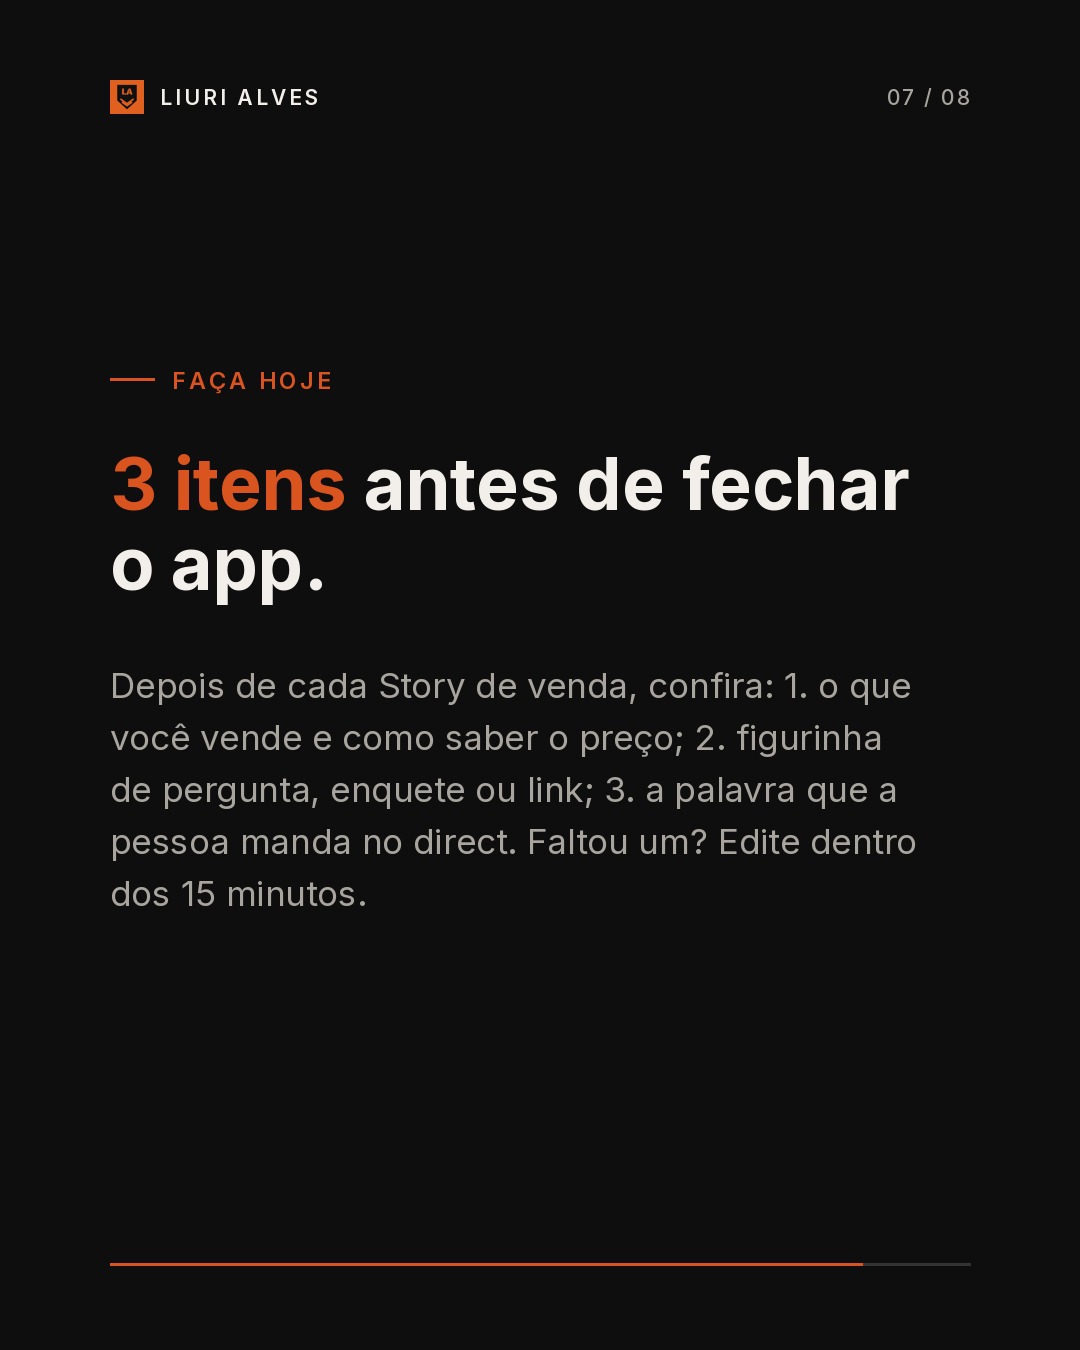 LA
LIURI ALVES
07 / 08
FAÇA HOJE
3 itens antes de fechar
o app.
Depois de cada Story de venda, confira: 1. o que
você vende e como saber o preço; 2. figurinha
de pergunta, enquete ou link; 3. a palavra que a
pessoa manda no direct. Faltou um? Edite dentro
dos 15 minutos.